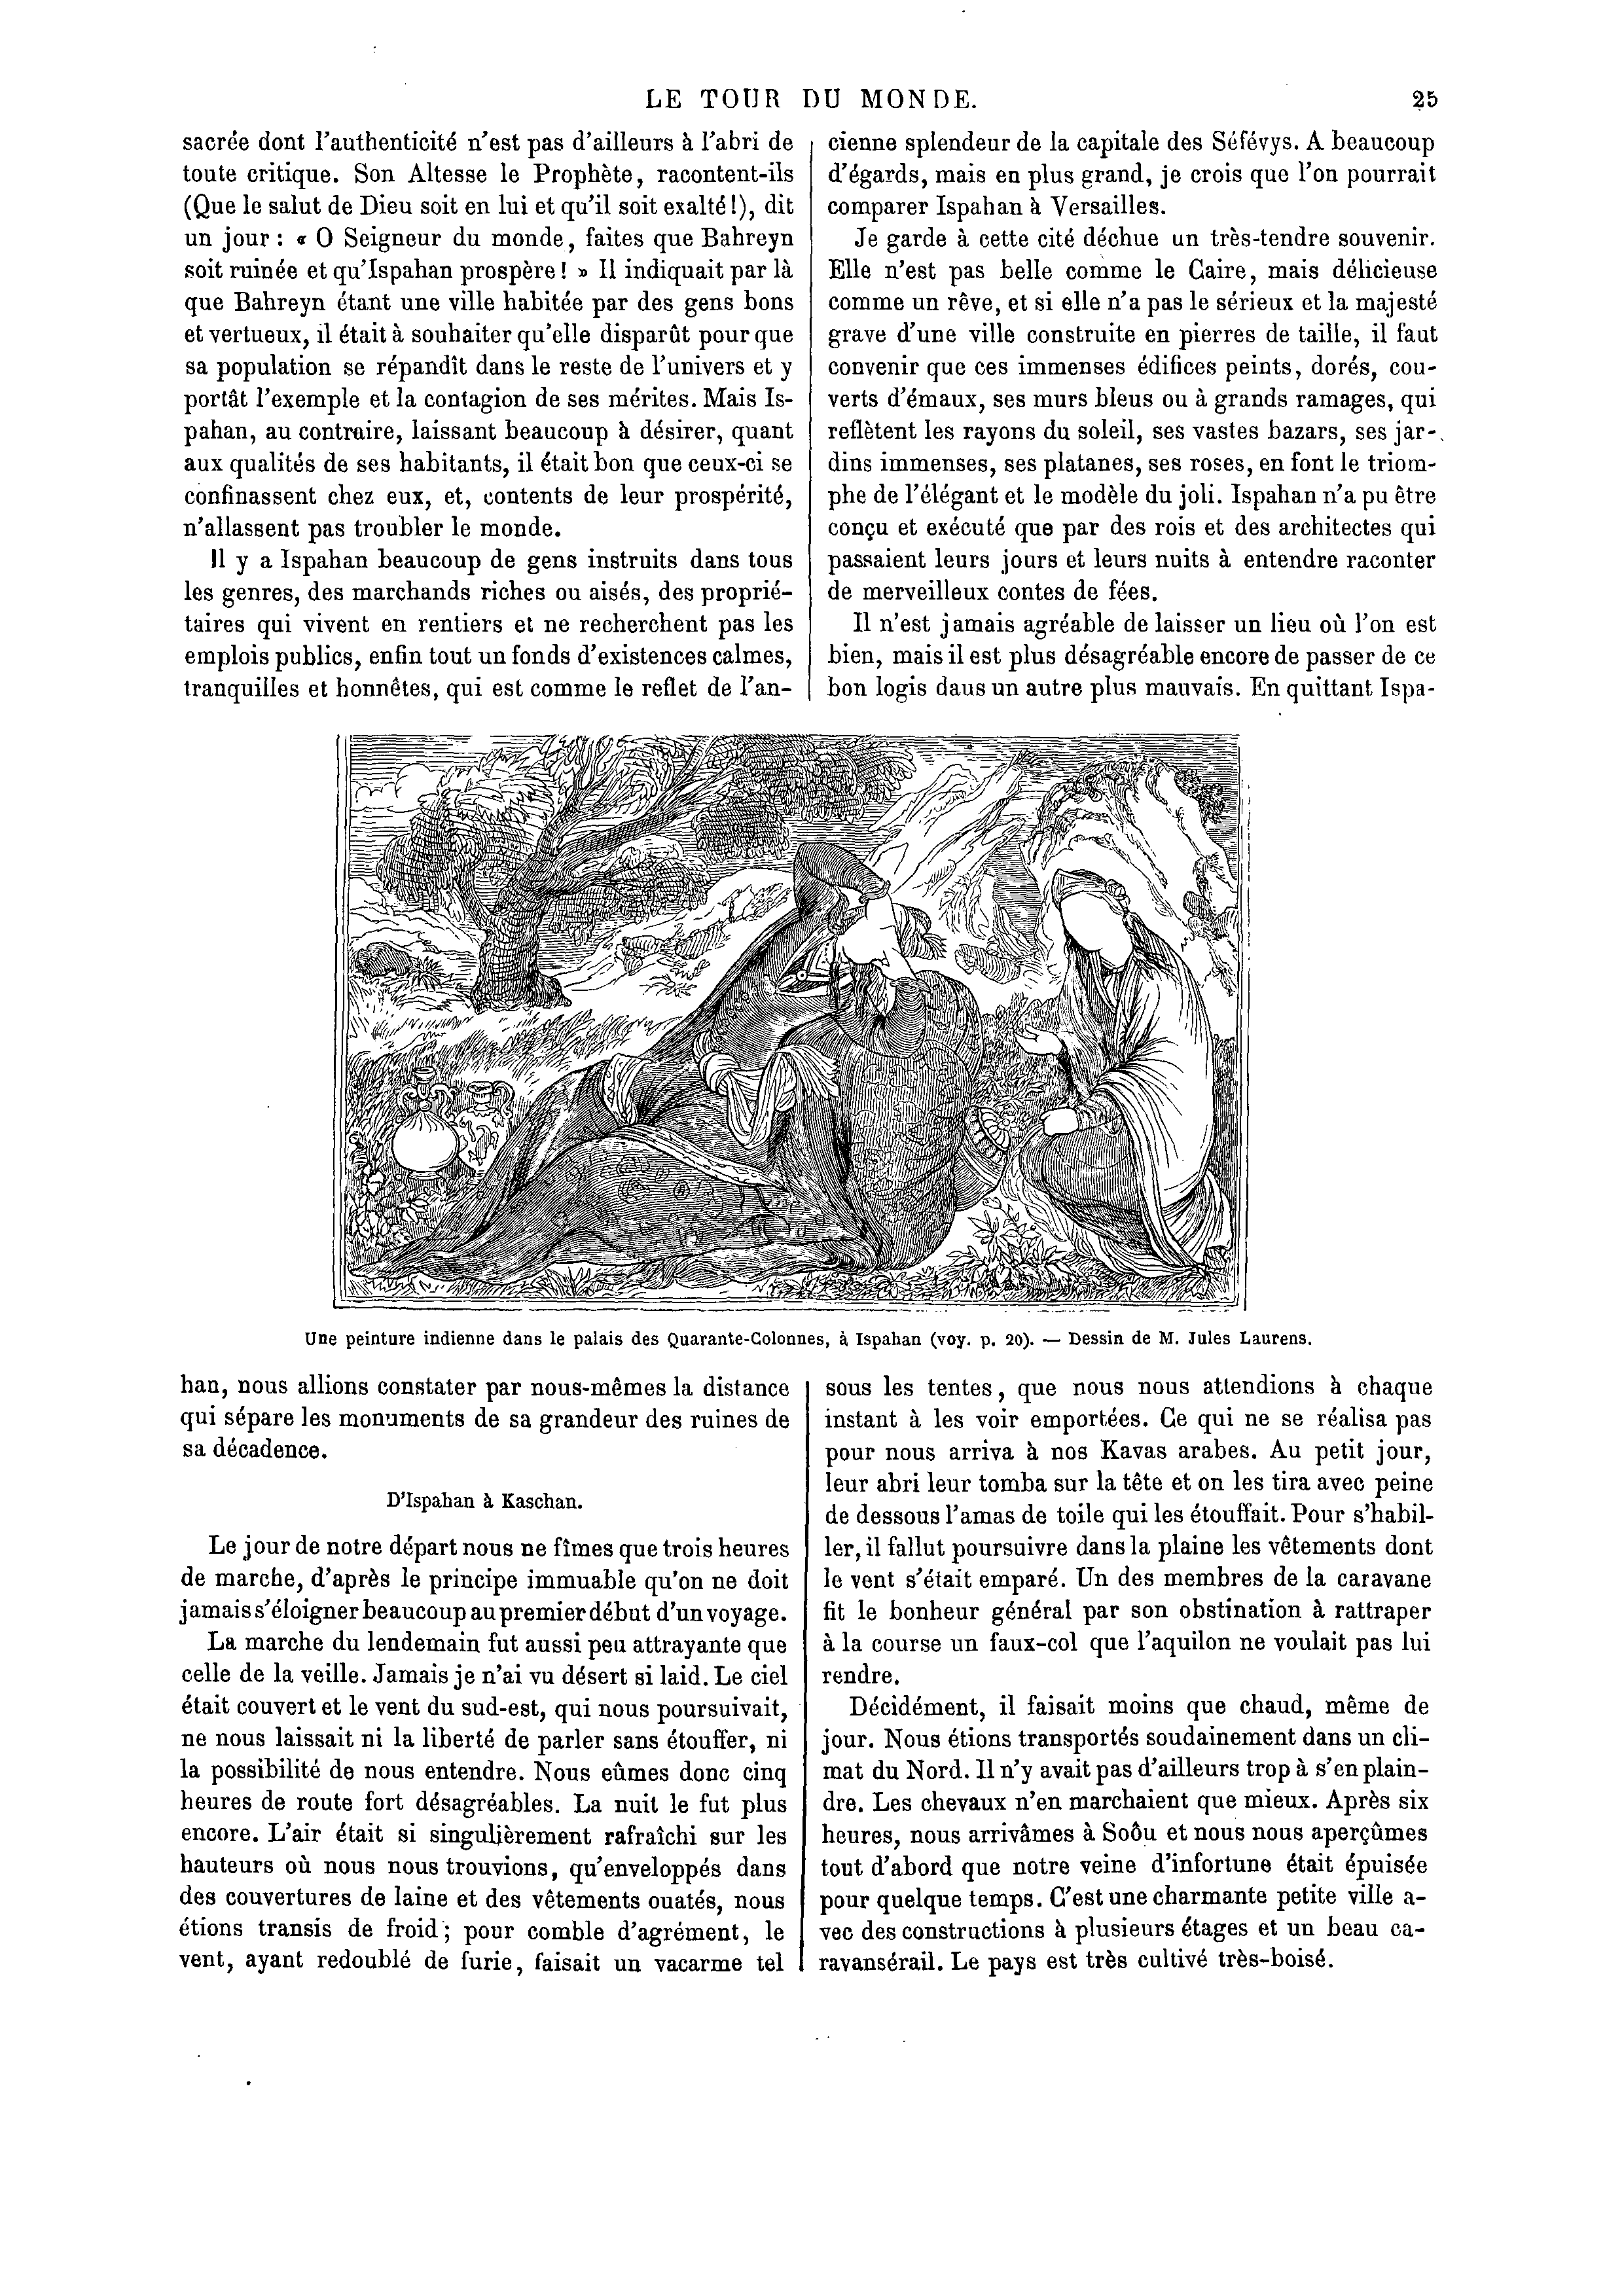 LE TOUR DU MONDE.
25
sacrée dont l'authenticité n'est pas d'ailleurs à l'abri de
toute critique. Son Altesse le Prophète, racontent-ils
(Que le salut de Dieu soit en lui et qu'il soit exalté!), dit
un jour : « O Seigneur du monde, faites que Bahreyn
soit ruinée et qu'Ispahan prospère ! » Il indiquait par là
que Bahreyn étant une ville habitée par des gens bons
et vertueux, il était à souhaiter qu'elle disparût pour que
sa population se répandît dans le reste de l'univers et y
portât l'exemple et la contagion de ses mérites. Mais Is-
pahan, au contraire, laissant beaucoup à désirer, quant
aux qualités de ses habitants, il était bon que ceux-ci se
confinassent chez eux, et, contents de leur prospérité,
n'allassent pas troubler le monde.
Il y a Ispahan beaucoup de gens instruits dans tous
les genres, des marchands riches ou aisés, des proprié-
taires qui vivent en rentiers et ne recherchent pas les
emplois publics, enfin tout un fonds d'existences calmes,
tranquilles et honnêtes, qui est comme le reflet de l'an-
cienne splendeur de la capitale des Séfévys. A beaucoup
d'égards, mais en plus grand, je crois que l'on pourrait
comparer Ispahan à Versailles.
Je garde à cette cité déchue un très-tendre souvenir.
Elle n'est pas belle comme le Caire, mais délicieuse
comme un rêve, et si elle n'a pas le sérieux et la majesté
grave d'une ville construite en pierres de taille, il faut
convenir que ces immenses édifices peints, dorés, cou-
verts d'émaux, ses murs bleus ou à grands ramages, qui
reflètent les rayons du soleil, ses vastes bazars, ses jar-
dins immenses, ses platanes, ses roses, en font le triom-
phe de l'élégant et le modèle du joli. Ispahan n'a pu être
conçu et exécuté que par des rois et des architectes qui
passaient leurs jours et leurs nuits à entendre raconter
de merveilleux contes de fées.
Il n'est jamais agréable de laisser un lieu où l'on est
bien, mais il est plus désagréable encore de passer de ce
bon logis daus un autre plus mauvais. En quittant Ispa-
Une peinture indienne dans le palais des Quarante-Colonnes, à Ispahan (voy. p. 20). — Dessin de M. Jules Laurens.
han, nous allions constater par nous-mêmes la distance
qui sépare les monuments de sa grandeur des ruines de
sa décadence.
D'Ispahan à Kaschan.
Le jour de notre départ nous ne fîmes que trois heures
de marche, d'après le principe immuable qu'on ne doit
jamais s'éloigner beaucoup au premier début d'un voyage.
La marche du lendemain fut aussi peu attrayante que
celle de la veille. Jamais je n'ai vu désert si laid. Le ciel
était couvert et le vent du sud-est, qui nous poursuivait,
ne nous laissait ni la liberté de parler sans étouffer, ni
la possibilité de nous entendre. Nous eûmes donc cinq
heures de route fort désagréables. La nuit le fut plus
encore. L'air était si singulièrement rafraîchi sur les
hauteurs où nous nous trouvions, qu'enveloppés dans
des couvertures de laine et des vêtements ouatés, nous
étions transis de froid ; pour comble d'agrément, le
vent, ayant redoublé de furie, faisait un vacarme tel
sous les tentes, que nous nous attendions à chaque
instant à les voir emportées. Ce qui ne se réalisa pas
pour nous arriva à nos Kavas arabes. Au petit jour,
leur abri leur tomba sur la tête et on les tira avec peine
de dessous l'amas de toile qui les étouffait. Pour s'habil-
ler, il fallut poursuivre dans la plaine les vêtements dont
le vent s'était emparé. Un des membres de la caravane
fit le bonheur général par son obstination à rattraper
à la course un faux-col que l'aquilon ne voulait pas lui
rendre.
Décidément, il faisait moins que chaud, même de
jour. Nous étions transportés soudainement dans un cli-
mat du Nord. Il n'y avait pas d'ailleurs trop à s'en plain-
dre. Les chevaux n'en marchaient que mieux. Après six
heures, nous arrivâmes à Soôu et nous nous aperçûmes
tout d'abord que notre veine d'infortune était épuisée
pour quelque temps. C'est une charmante petite ville a-
vec des constructions à plusieurs étages et un beau ca-
ravansérail. Le pays est très cultivé très-boisé.